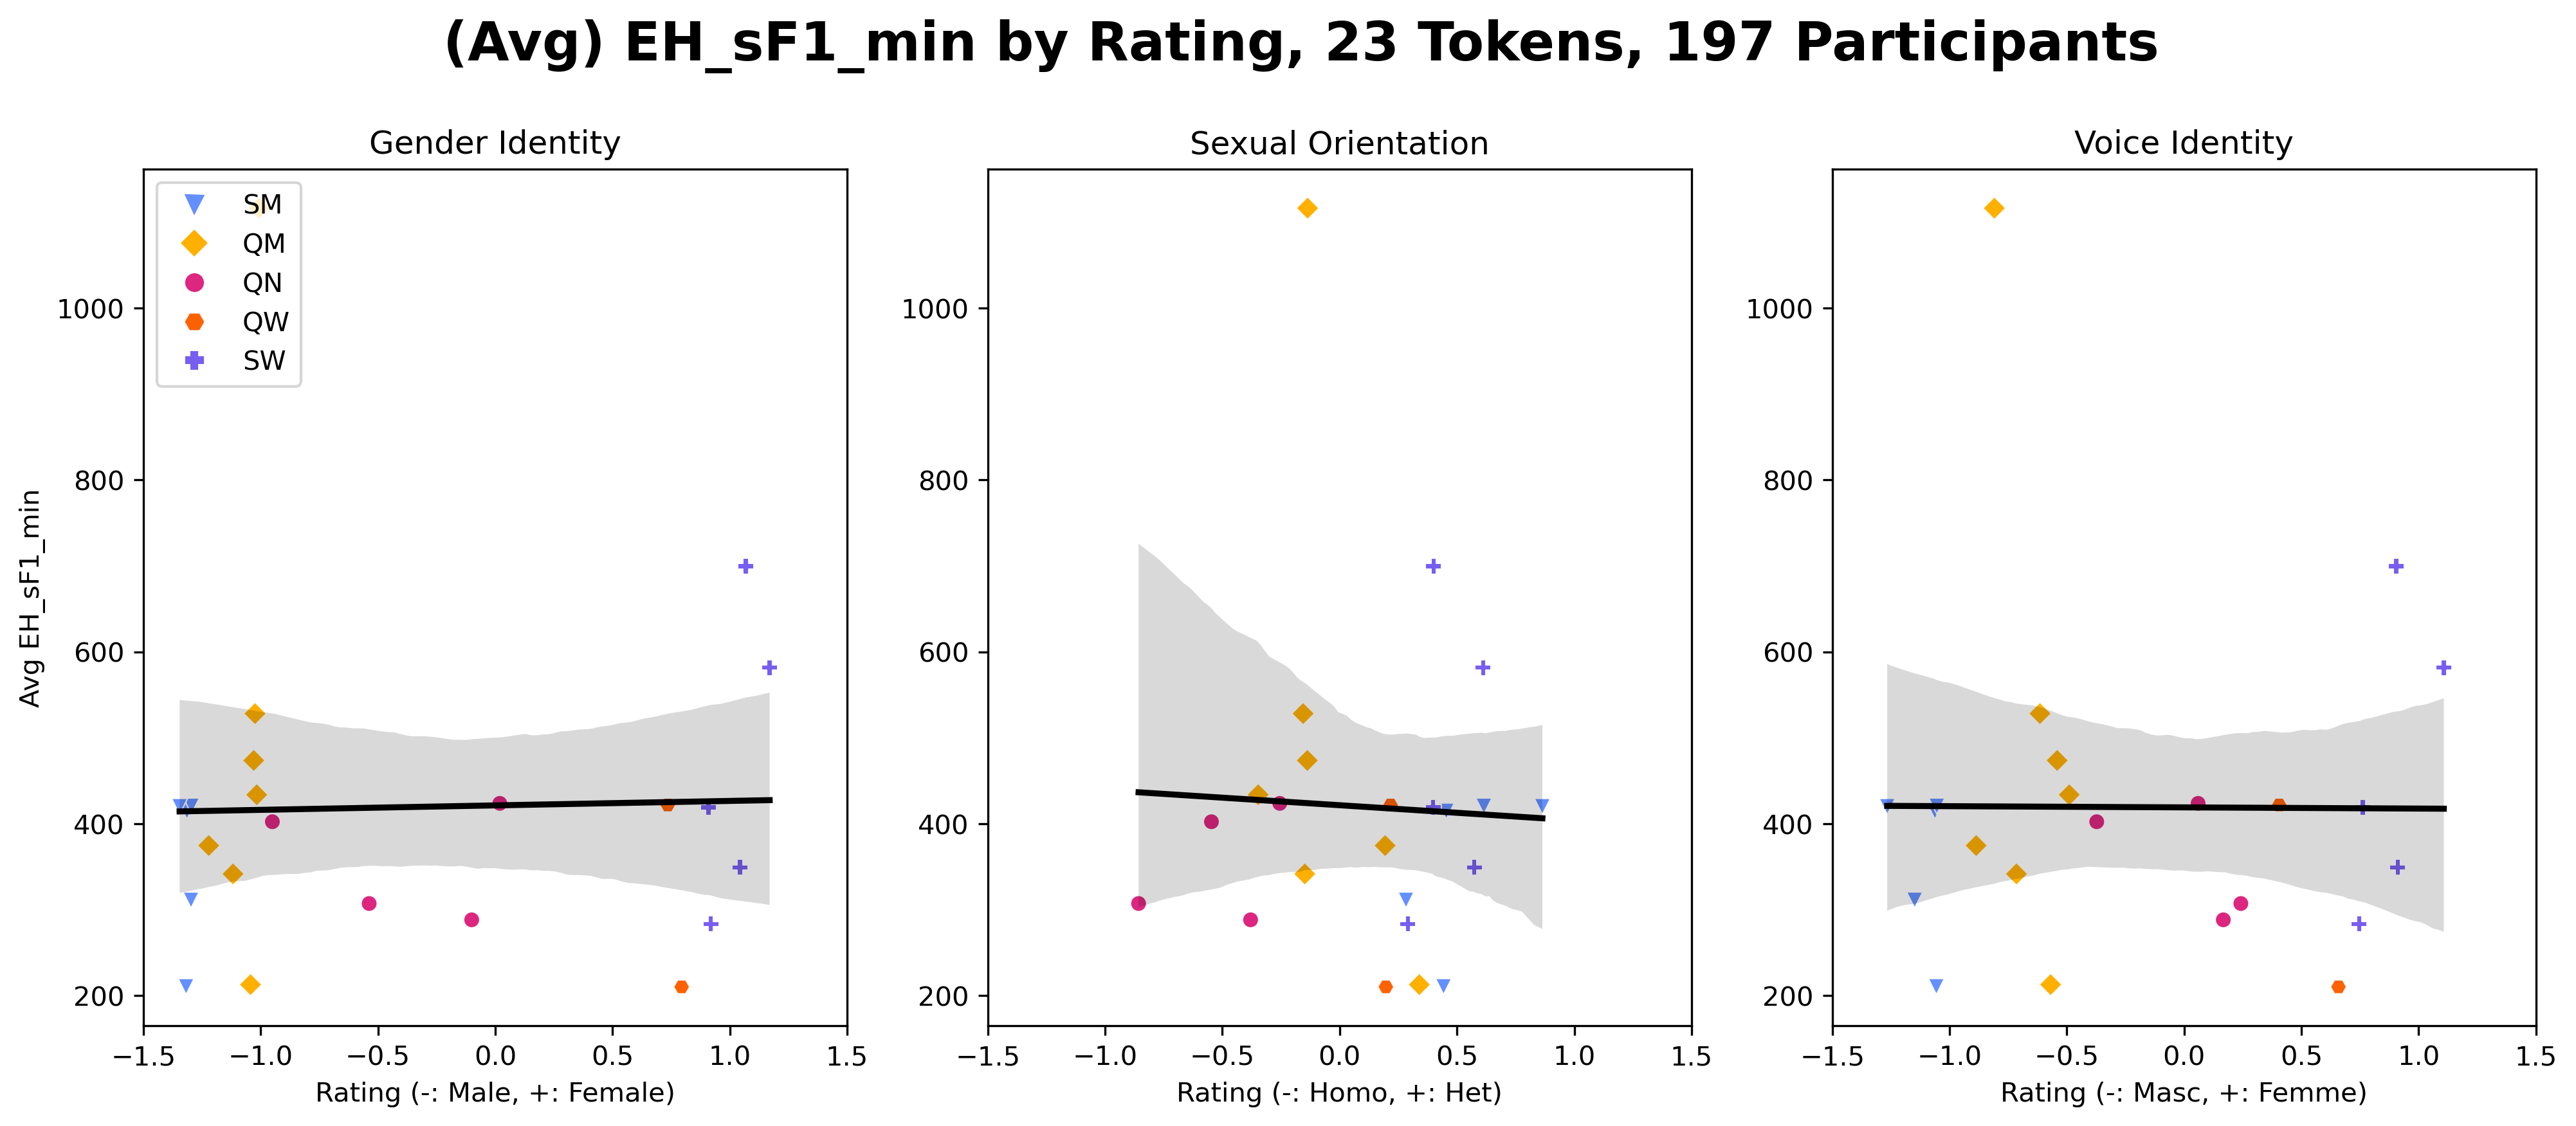 (Avg) EH_sF1_min by Rating, 23 Tokens, 197 Participants
Gender Identity
SM
QM
QN
QW
SW
1000
800
600
400
200
Avg EH_sF1_min
−1.5 −1.0 −0.5 0.0 0.5 1.0 1.5
Rating (-: Male, +: Female)
Sexual Orientation
1000
800
600
400
200
−1.5 −1.0 −0.5 0.0 0.5 1.0 1.5
Rating (-: Homo, +: Het)
Voice Identity
1000
800
600
400
200
−1.5 −1.0 −0.5 0.0 0.5 1.0 1.5
Rating (-: Masc, +: Femme)